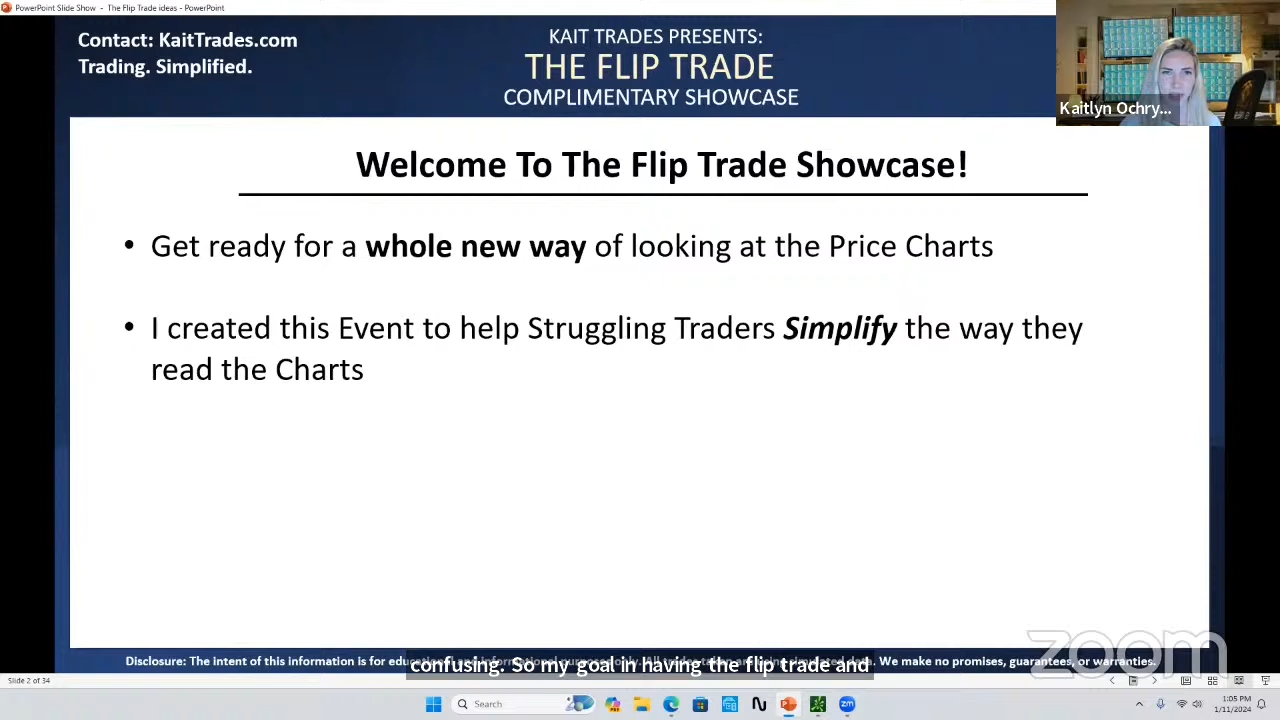 PowerPoint Slide Show - The Flip Trade ideas - PowerPoint
Contact: KaitTrades.com
Trading. Simplified.
KAIT TRADES PRESENTS:
THE FLIP TRADE
COMPLIMENTARY SHOWCASE
Kaitlyn Ochry...
Welcome To The Flip Trade Showcase!
• Get ready for a whole new way of looking at the Price Charts
• I created this Event to help Struggling Traders Simplify the way they
read the Charts
zoom
Disclosure: The intent of this information is for We make no promises, guarantees, or warranties.
confusing. So my goal in having the flip trade and
Slide 2 of 34
1:05 PM
Search
1:05 PM
1/11/2024